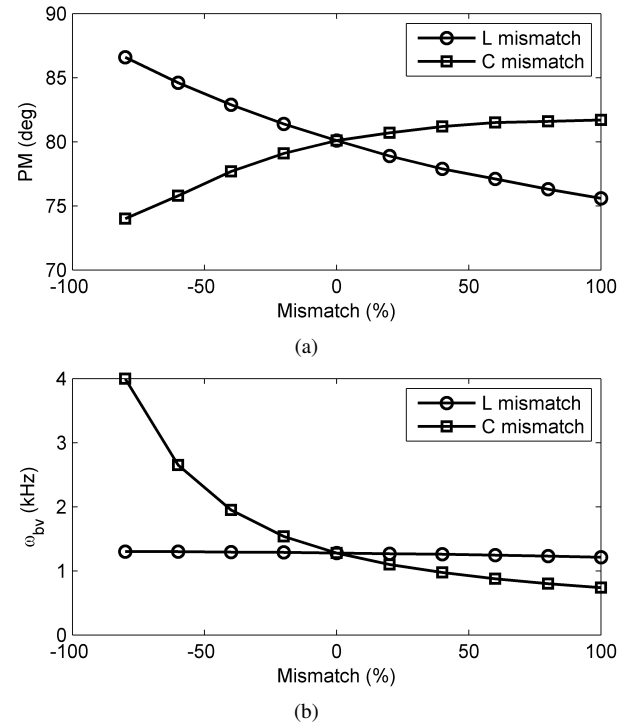 90
85
80
75
70
PM (deg)
L mismatch
C mismatch
-100
-50
0
50
100
Mismatch (%)
(a)
4
3
2
1
0
ω_bv (kHz)
L mismatch
C mismatch
-100
-50
0
50
100
Mismatch (%)
(b)